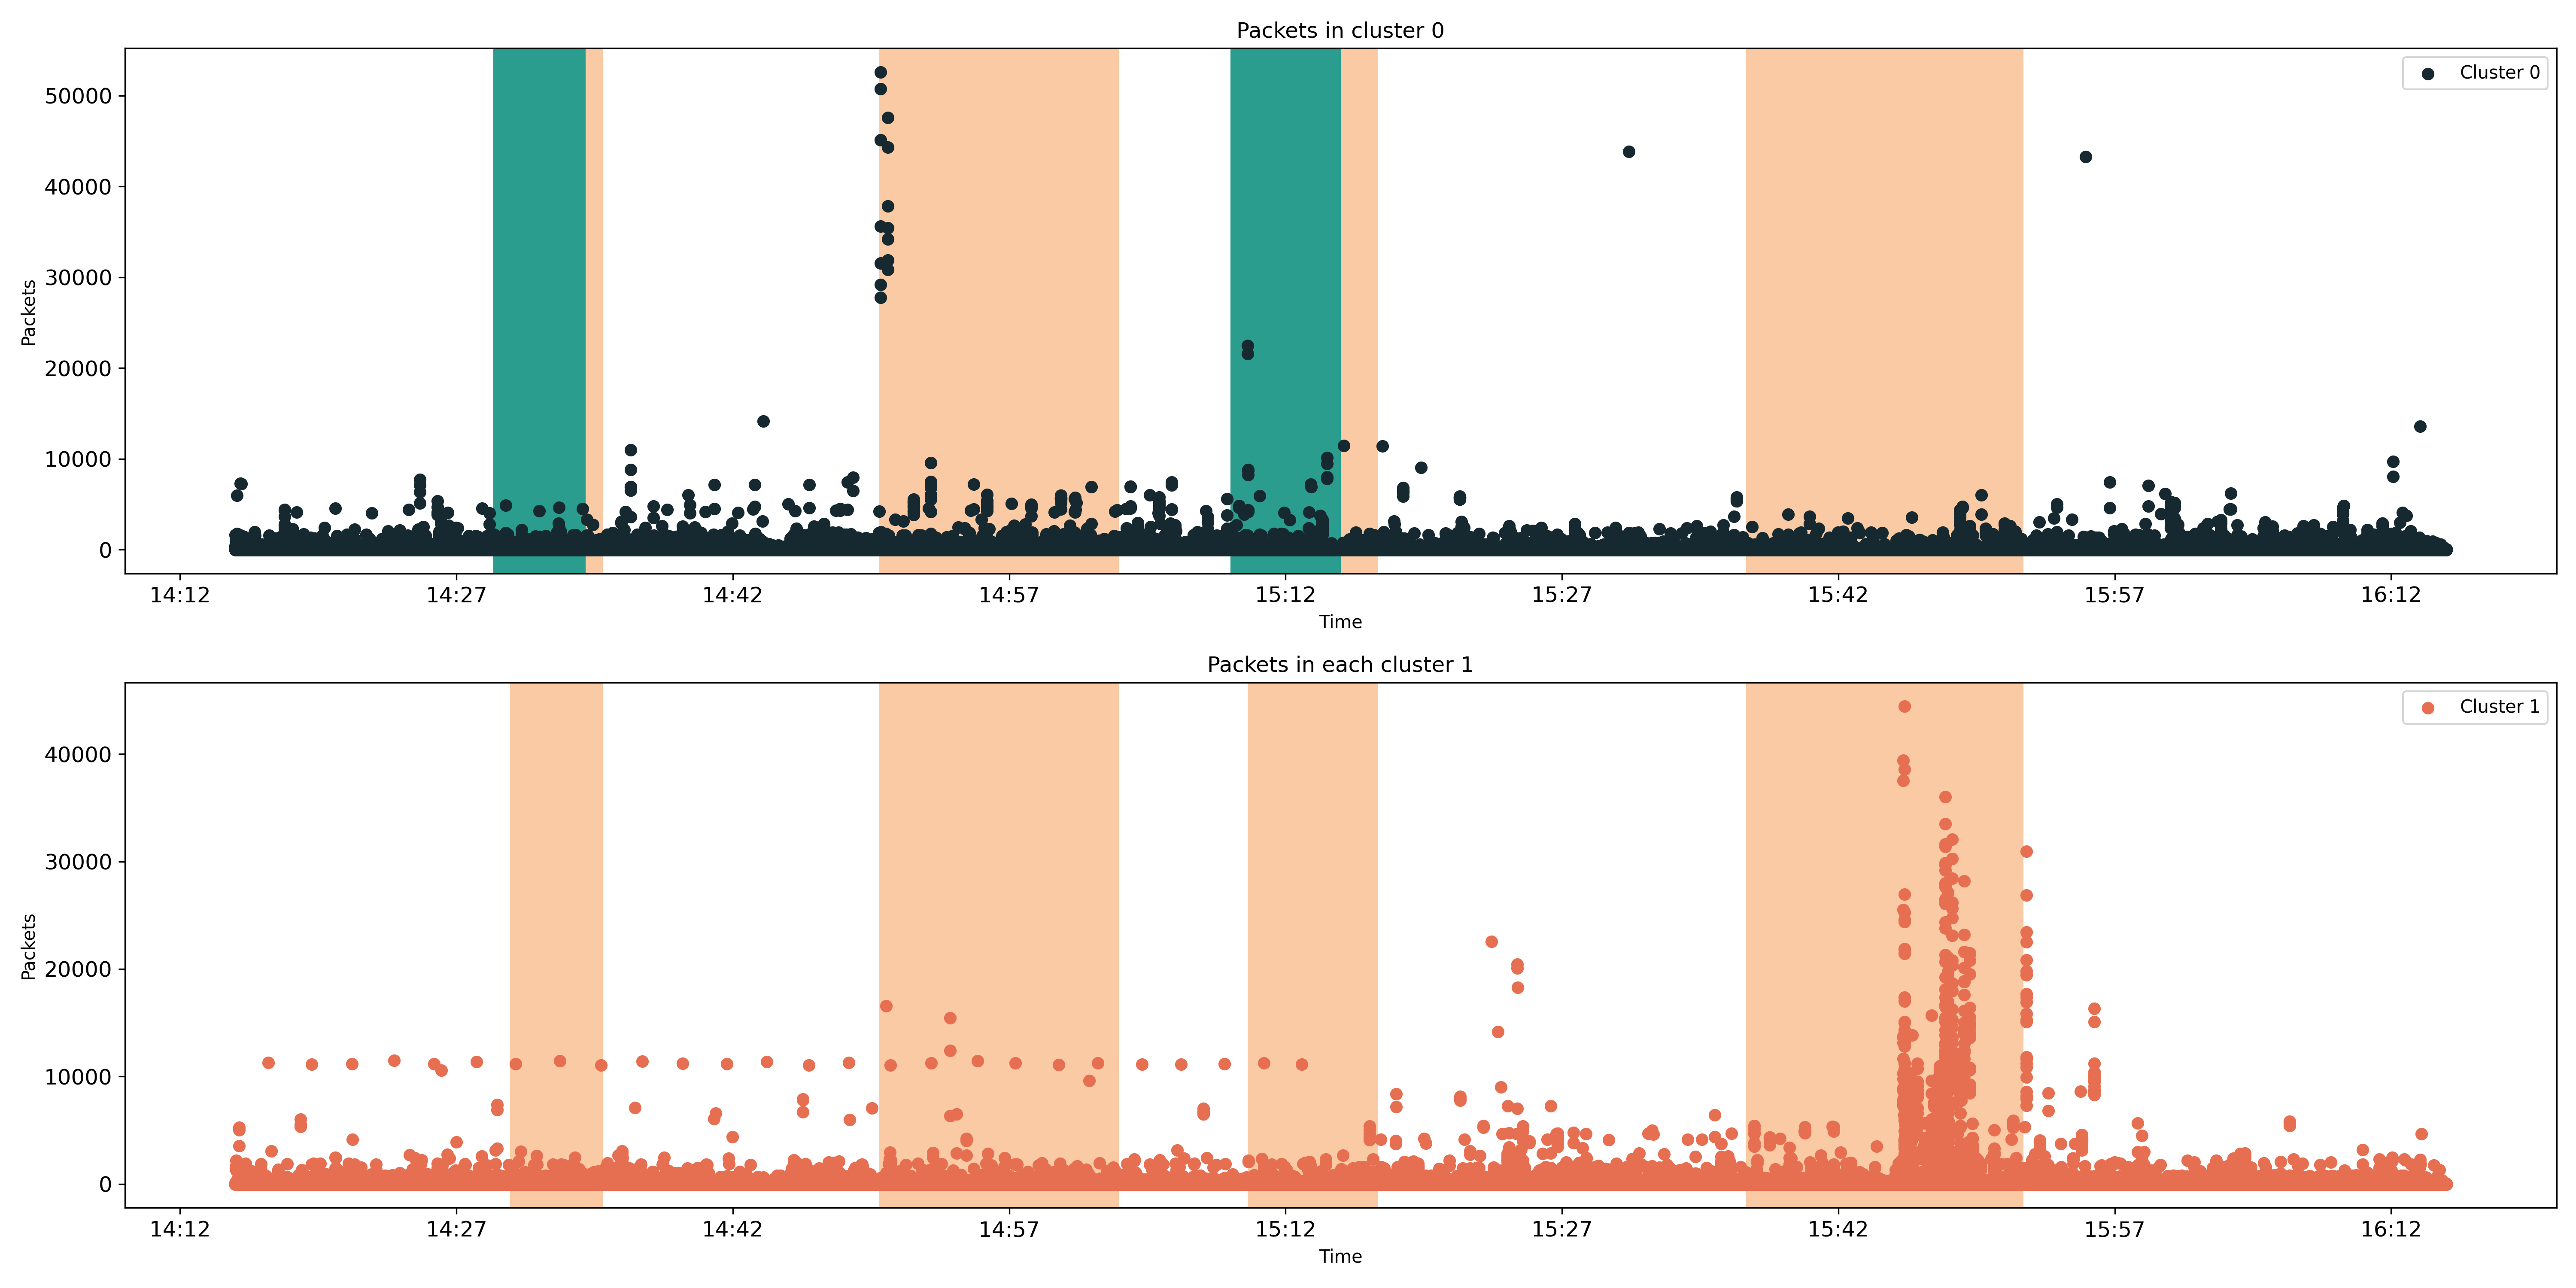 Packets in cluster 0
Cluster 0
50000
40000
30000
20000
10000
0
Packets
14:12 14:27 14:42 14:57 15:12 15:27 15:42 15:57 16:12
Time
Packets in each cluster 1
Cluster 1
40000
30000
20000
10000
0
Packets
14:12 14:27 14:42 14:57 15:12 15:27 15:42 15:57 16:12
Time